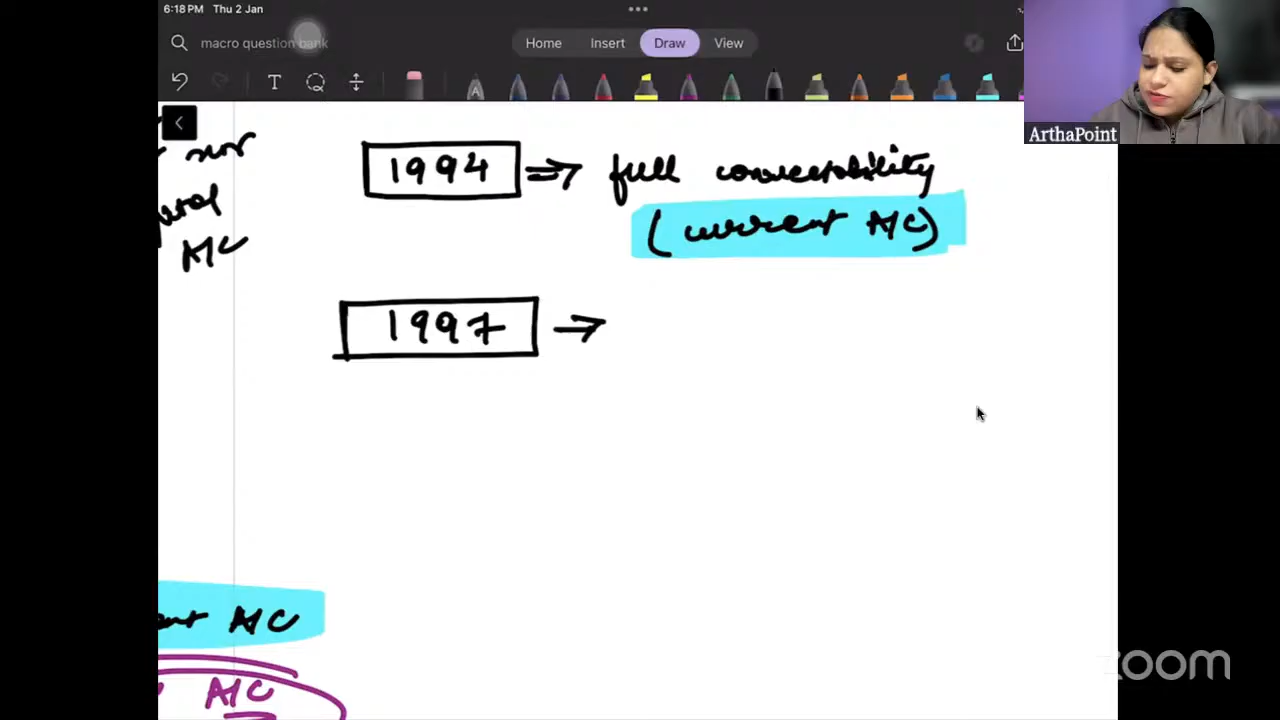 6:18 PM Thu 2 Jan
macro question bank
Home Insert Draw View
T
A
ArthaPoint
1994 ⇒ full convertibility
(current A/C)
A/C
1997 →
A/C
A/C
zoom